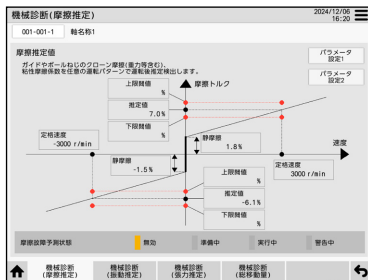 機械診断(摩擦推定)
2024/12/06
16:20
001-001-1 軸名称1
摩擦推定値
ガイドやボールねじのクーロン摩擦(重力等含む)、
粘性摩擦係数を任意の運転パターンで運転後推定検出します。
パラメータ
設定1
パラメータ
設定2
上限閾値
%
摩擦トルク
推定値
7.0%
下限閾値
%
定格速度
-3000 r/min
静摩擦
1.8%
速度
静摩擦
-1.5%
定格速度
3000 r/min
上限閾値
%
推定値
-6.1%
下限閾値
%
摩擦故障予測状態 無効 準備中 実行中 警告中
機械診断
(摩擦推定)
機械診断
(振動推定)
機械診断
(張力推定)
機械診断
(総移動量)